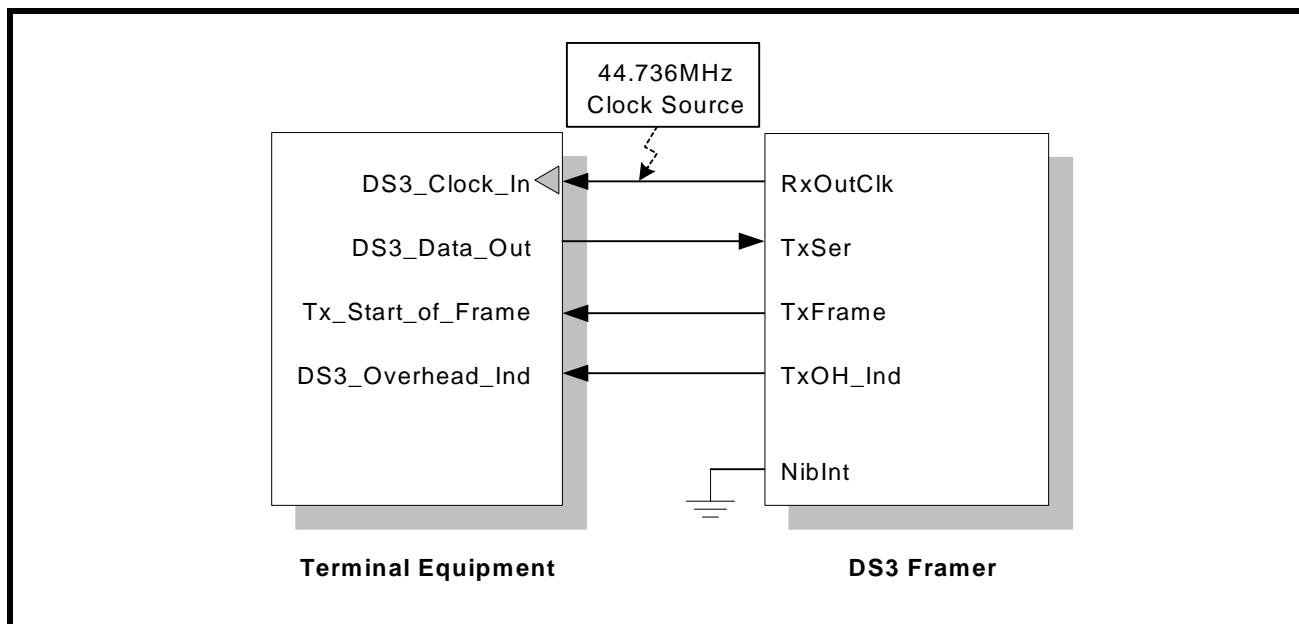 44.736MHz
Clock Source
DS3_Clock_In
RxOutClk
DS3_Data_Out
TxSer
Tx_Start_of_Frame
TxFrame
DS3_Overhead_Ind
TxOH_Ind
NibInt
Terminal Equipment
DS3 Framer